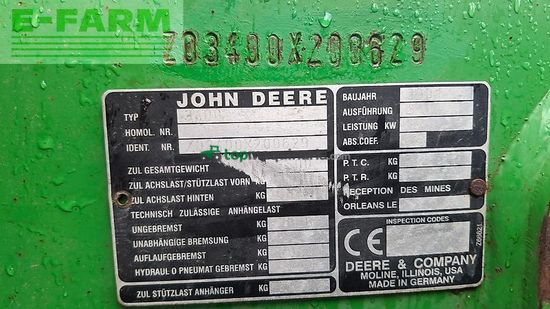 E-FARM
Z03400X200629
JOHN DEERE
TYP
HOMOL. NR.
IDENT. NR.
top
ZUL GESAMTGEWICHT
ZUL ACHSLAST/STÜTZLAST VORN KG
ZUL ACHSLAST HINTEN KG
TECHNISCH ZULÄSSIGE ANHÄNGELAST
UNGEBREMST KG
UNABHÄNGIGE BREMSUNG KG
AUFLAUFGEBREMST KG
HYDRAUL O PNEUMAT GEBREMST KG
ZUL STÜTZLAST ANHÄNGER KG
BAUJAHR
AUSFÜHRUNG
LEISTUNG KW
ABS.COEF.
P. T. C. KG
P. T. R. KG
RECEPTION DES MINES
ORLEANS LE
INSPECTION CODES
CE
Z69621
DEERE & COMPANY
MOLINE, ILLINOIS, USA
MADE IN GERMANY